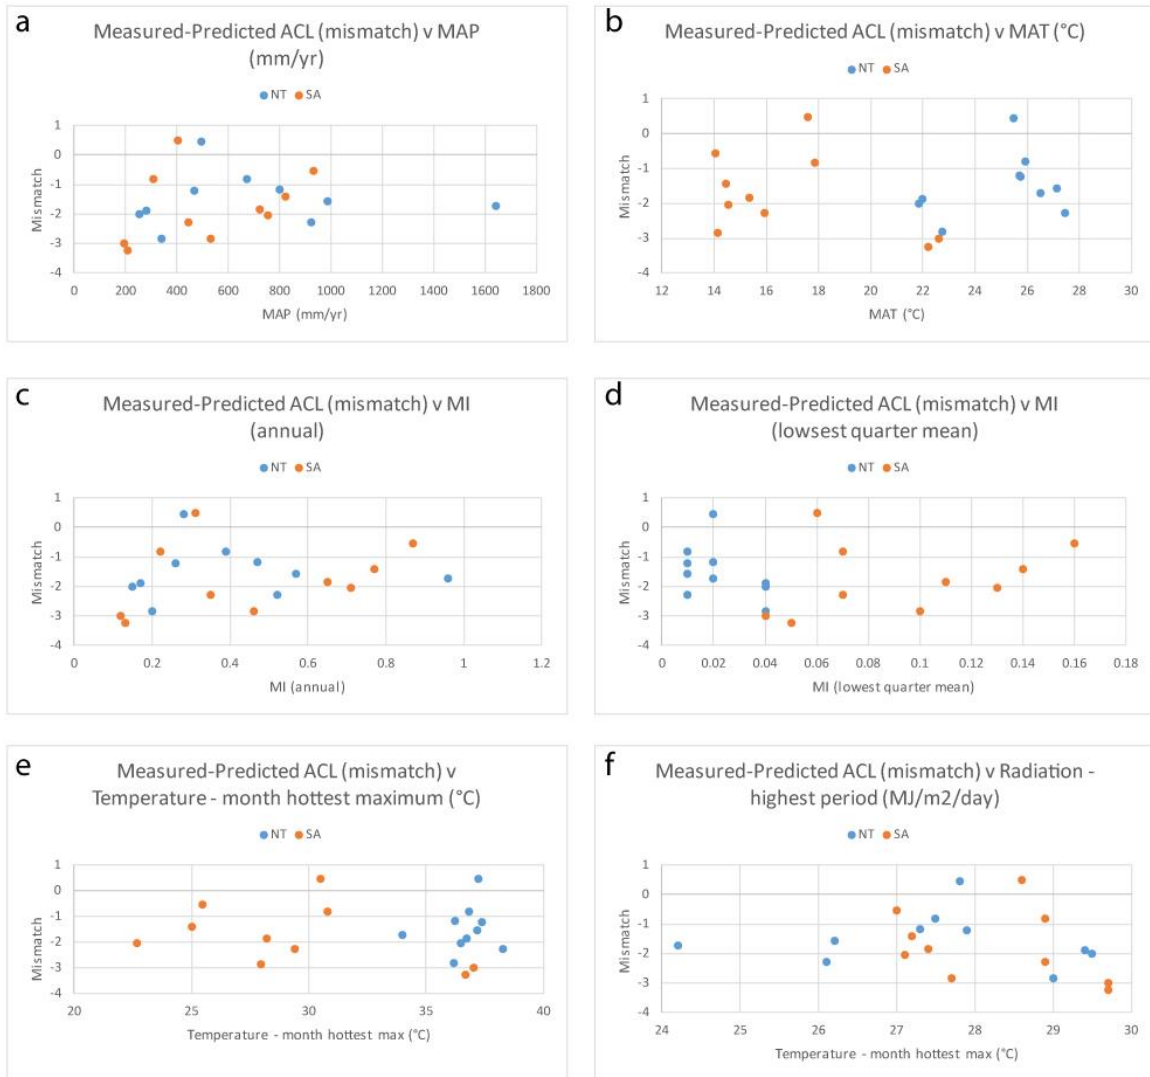 a
Measured-Predicted ACL (mismatch) v MAP
(mm/yr)
NT SA
1
0
-1
-2
-3
-4
Mismatch
0 200 400 600 800 1000 1200 1400 1600 1800
MAP (mm/yr)
b
Measured-Predicted ACL (mismatch) v MAT (°C)
NT SA
1
0
-1
-2
-3
-4
Mismatch
12 14 16 18 20 22 24 26 28 30
MAT (°C)
c
Measured-Predicted ACL (mismatch) v MI
(annual)
NT SA
1
0
-1
-2
-3
-4
Mismatch
0 0.2 0.4 0.6 0.8 1 1.2
MI (annual)
d
Measured-Predicted ACL (mismatch) v MI
(lowsest quarter mean)
NT SA
1
0
-1
-2
-3
-4
Mismatch
0 0.02 0.04 0.06 0.08 0.1 0.12 0.14 0.16 0.18
MI (lowest quarter mean)
e
Measured-Predicted ACL (mismatch) v
Temperature - month hottest maximum (°C)
NT SA
1
0
-1
-2
-3
-4
Mismatch
20 25 30 35 40
Temperature - month hottest max (°C)
f
Measured-Predicted ACL (mismatch) v Radiation -
highest period (MJ/m2/day)
NT SA
1
0
-1
-2
-3
-4
Mismatch
24 25 26 27 28 29 30
Temperature - month hottest max (°C)